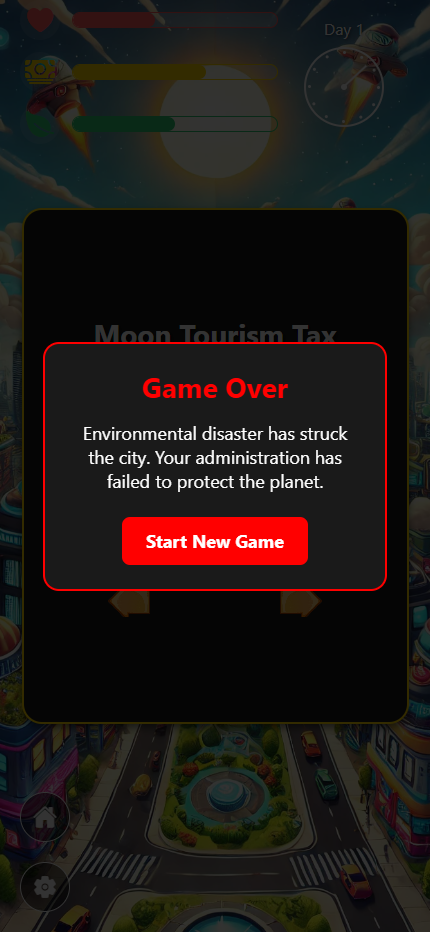 Day 1
Moon Tourism Tax
Game Over
Environmental disaster has struck
the city. Your administration has
failed to protect the planet.
Start New Game